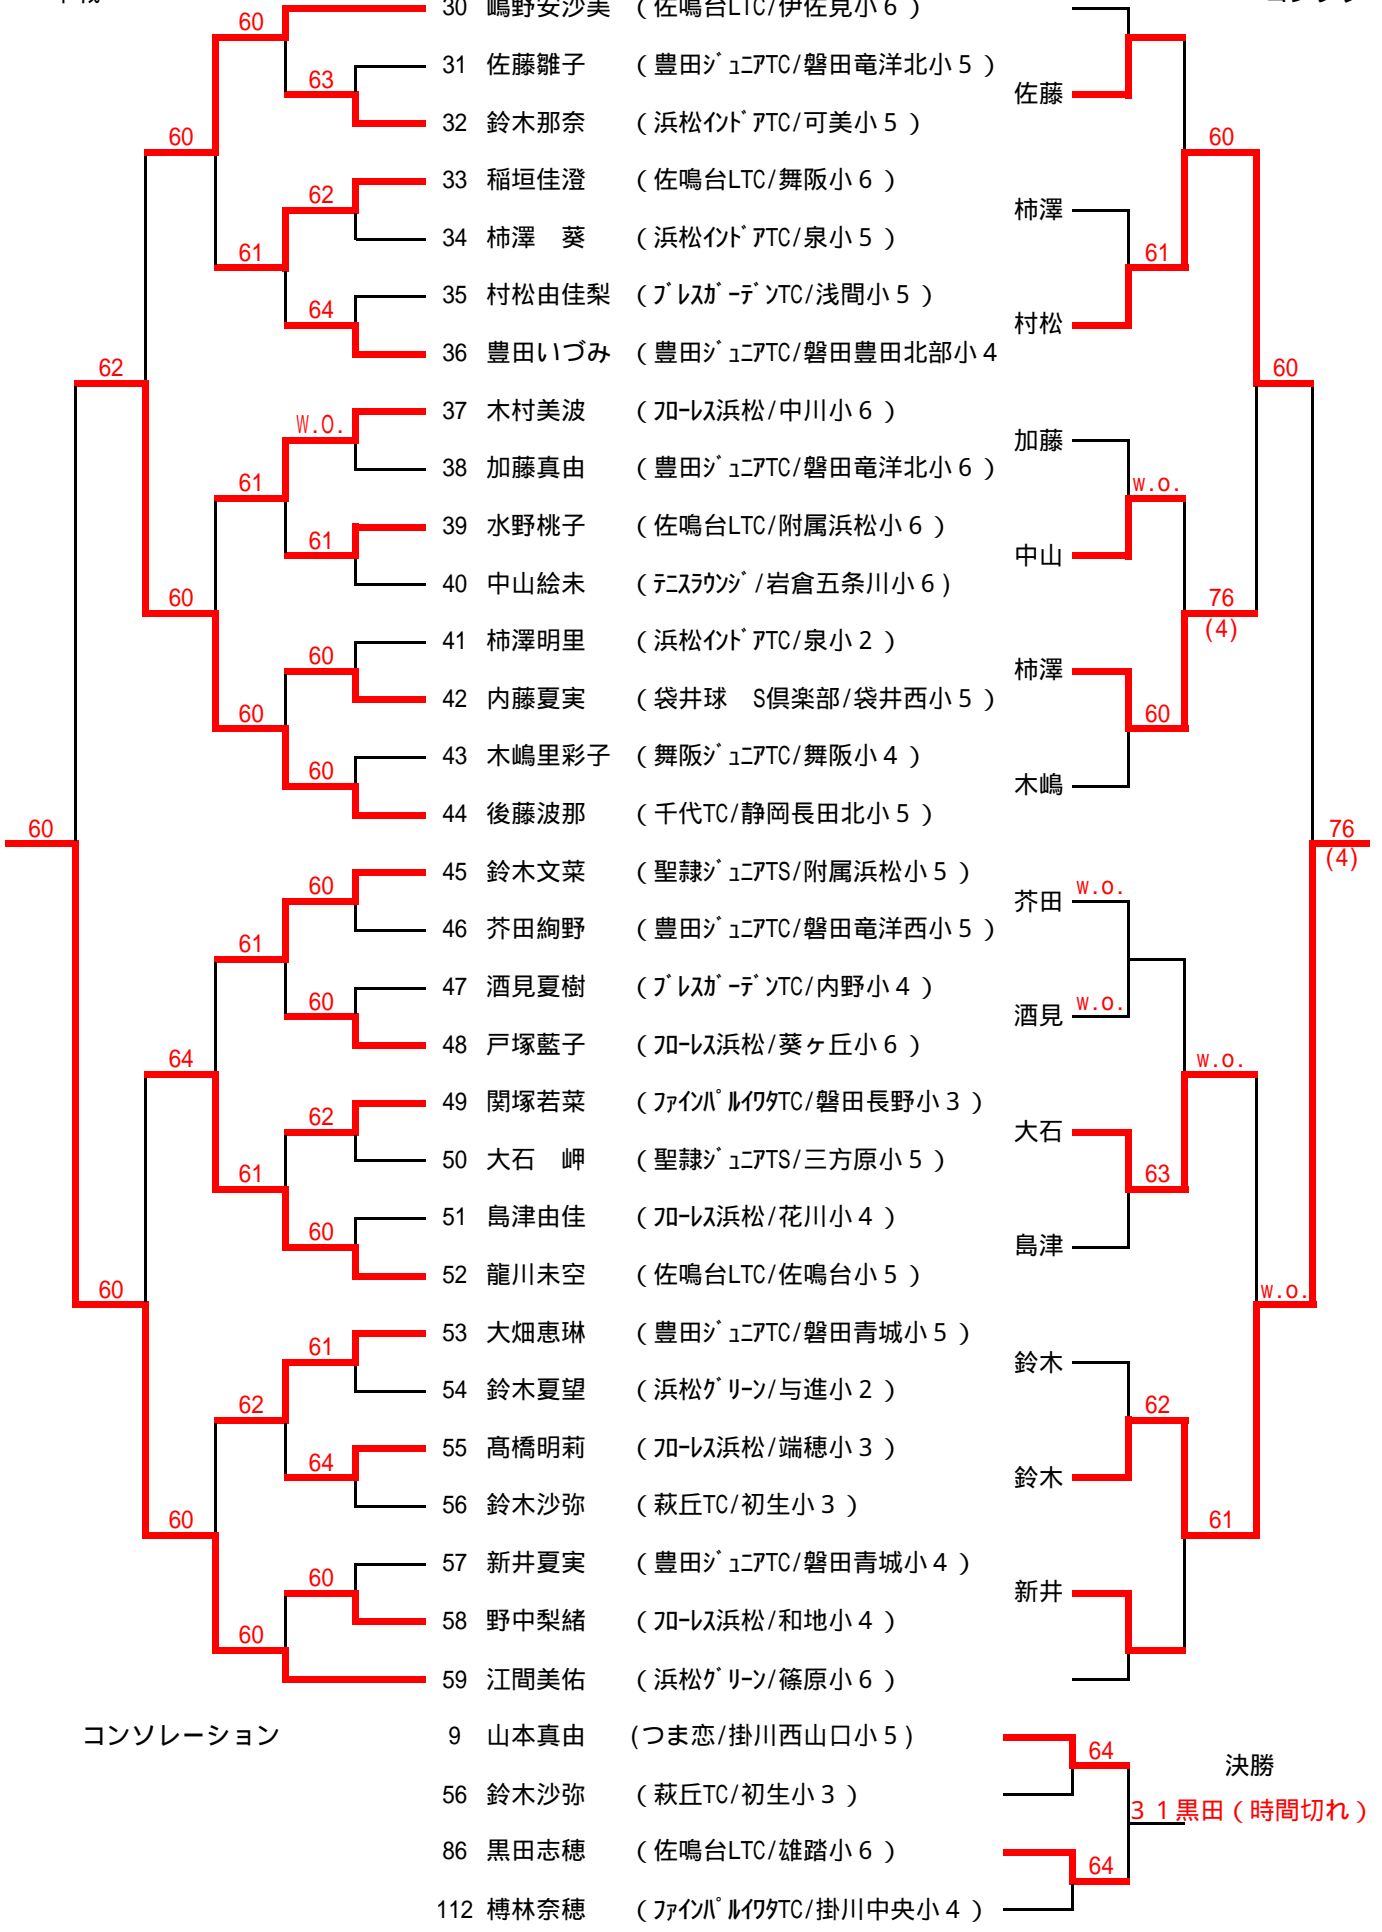 30 嶋野安沙美 (佐鳴台LTC/伊佐見小6)
60
31 佐藤雛子 (豊田ｼﾞｭﾆｱTC/磐田竜洋北小5)
63 佐藤
32 鈴木那奈 (浜松ｲﾝﾄﾞｱTC/可美小5)
60 60
33 稲垣佳澄 (佐鳴台LTC/舞阪小6)
62 柿澤
34 柿澤 葵 (浜松ｲﾝﾄﾞｱTC/泉小5)
61 61
35 村松由佳梨 (ﾌﾞﾚｽｶﾞｰﾃﾞﾝTC/浅間小5)
64 村松
36 豊田いづみ (豊田ｼﾞｭﾆｱTC/磐田豊田北部小4
62 60
37 木村美波 (ﾌﾛｰﾚｽ浜松/中川小6)
W.O. 加藤
38 加藤真由 (豊田ｼﾞｭﾆｱTC/磐田竜洋北小6)
61 w.o.
39 水野桃子 (佐鳴台LTC/附属浜松小6)
61 中山
40 中山絵未 (ﾃﾆｽﾗｳﾝｼﾞ/岩倉五条川小6)
60 76
(4)
41 柿澤明里 (浜松ｲﾝﾄﾞｱTC/泉小2)
60 柿澤
42 内藤夏実 (袋井球 S倶楽部/袋井西小5)
60 60
43 木嶋里彩子 (舞阪ｼﾞｭﾆｱTC/舞阪小4)
60 木嶋
44 後藤波那 (千代TC/静岡長田北小5)
60 76
(4)
45 鈴木文菜 (聖隷ｼﾞｭﾆｱTS/附属浜松小5)
60 芥田 w.o.
46 芥田絢野 (豊田ｼﾞｭﾆｱTC/磐田竜洋西小5)
61
47 酒見夏樹 (ﾌﾞﾚｽｶﾞｰﾃﾞﾝTC/内野小4)
60 酒見 w.o.
48 戸塚藍子 (ﾌﾛｰﾚｽ浜松/葵ヶ丘小6)
64 w.o.
49 関塚若菜 (ﾌｧｲﾝﾊﾟﾙｲﾜﾀTC/磐田長野小3)
62 大石
50 大石 岬 (聖隷ｼﾞｭﾆｱTS/三方原小5)
61 63
51 島津由佳 (ﾌﾛｰﾚｽ浜松/花川小4)
60 島津
52 龍川未空 (佐鳴台LTC/佐鳴台小5)
60 w.o.
53 大畑恵琳 (豊田ｼﾞｭﾆｱTC/磐田青城小5)
61 鈴木
54 鈴木夏望 (浜松ｸﾞﾘｰﾝ/与進小2)
62 62
55 髙橋明莉 (ﾌﾛｰﾚｽ浜松/端穂小3)
64 鈴木
56 鈴木沙弥 (萩丘TC/初生小3)
60 61
57 新井夏実 (豊田ｼﾞｭﾆｱTC/磐田青城小4)
60 新井
58 野中梨緒 (ﾌﾛｰﾚｽ浜松/和地小4)
60
59 江間美佑 (浜松ｸﾞﾘｰﾝ/篠原小6)
コンソレーション 9 山本真由 (つま恋/掛川西山口小5)
64 決勝
56 鈴木沙弥 (萩丘TC/初生小3)
31黒田(時間切れ)
86 黒田志穂 (佐鳴台LTC/雄踏小6)
64
112 榑林奈穂 (ﾌｧｲﾝﾊﾟﾙｲﾜﾀTC/掛川中央小4)